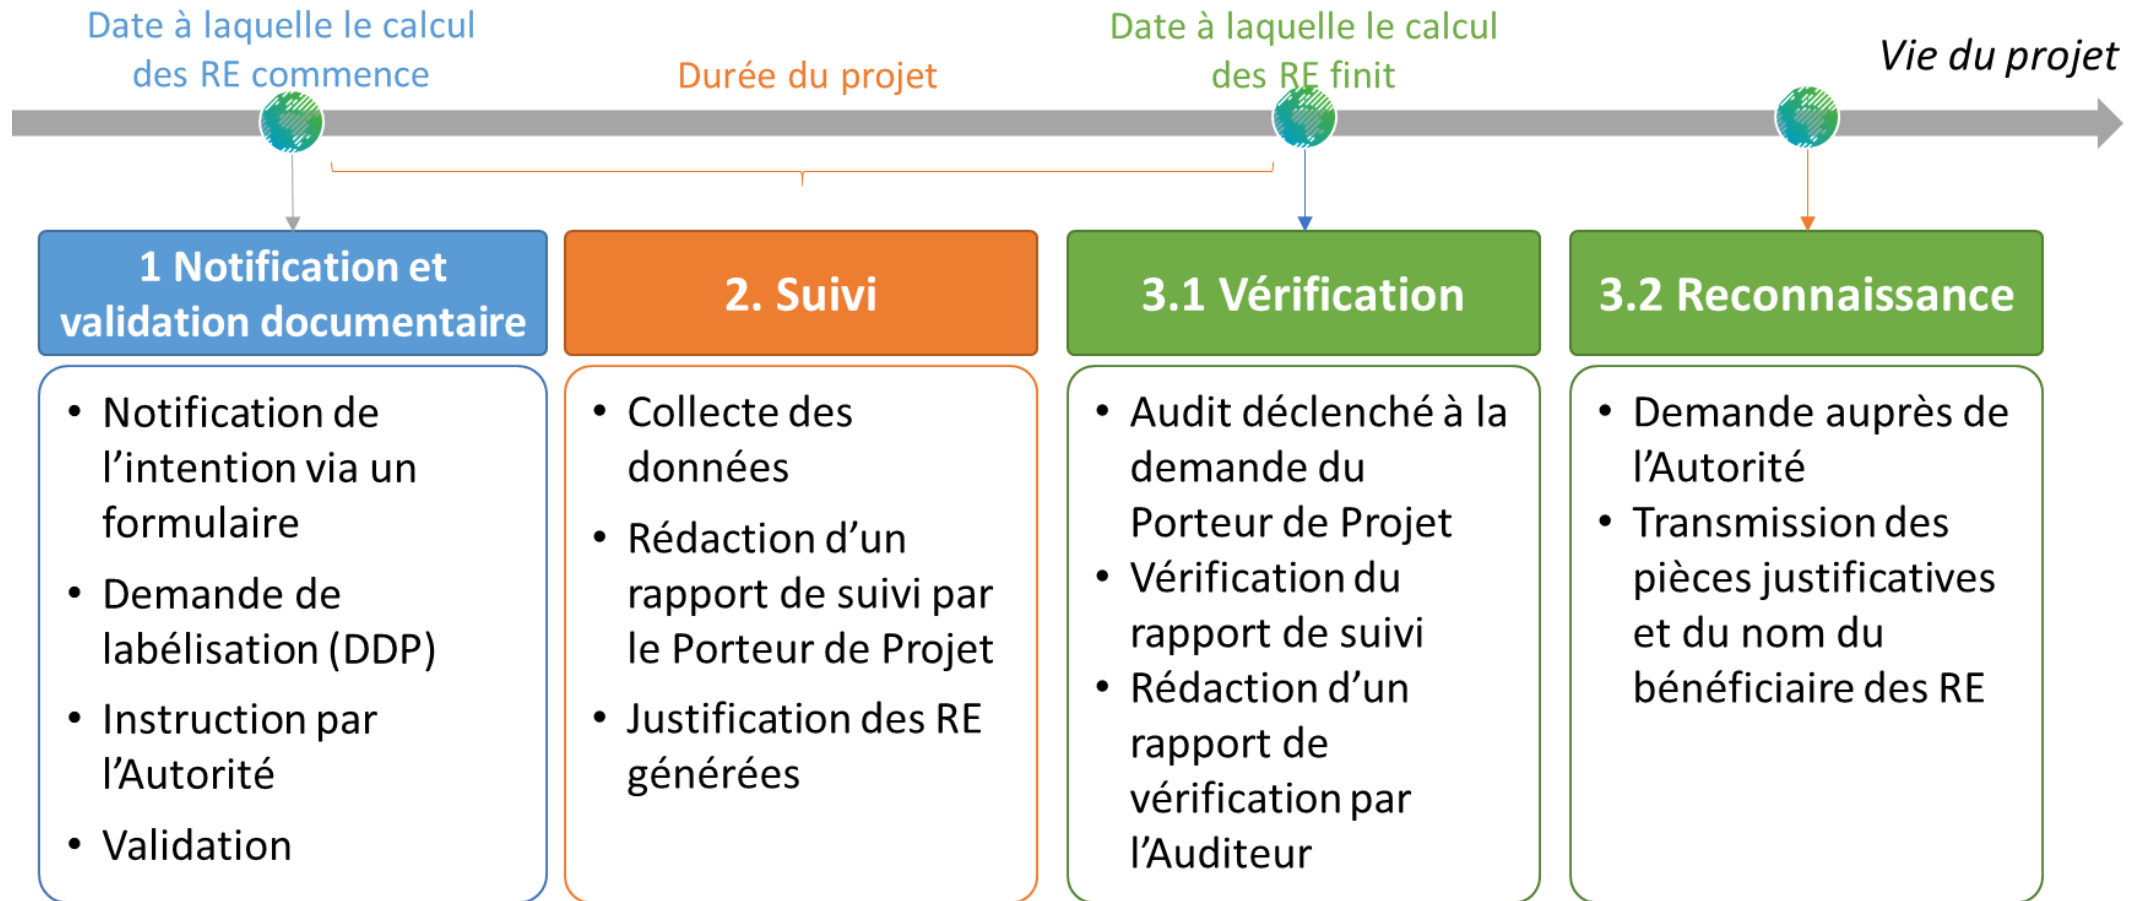 Date à laquelle le calcul
des RE commence
Durée du projet
Date à laquelle le calcul
des RE finit
Vie du projet
1 Notification et
validation documentaire
• Notification de
l’intention via un
formulaire
• Demande de
labélisation (DDP)
• Instruction par
l’Autorité
• Validation
2. Suivi
• Collecte des
données
• Rédaction d’un
rapport de suivi par
le Porteur de Projet
• Justification des RE
générées
3.1 Vérification
• Audit déclenché à la
demande du
Porteur de Projet
• Vérification du
rapport de suivi
• Rédaction d’un
rapport de
vérification par
l’Auditeur
3.2 Reconnaissance
• Demande auprès de
l’Autorité
• Transmission des
pièces justificatives
et du nom du
bénéficiaire des RE